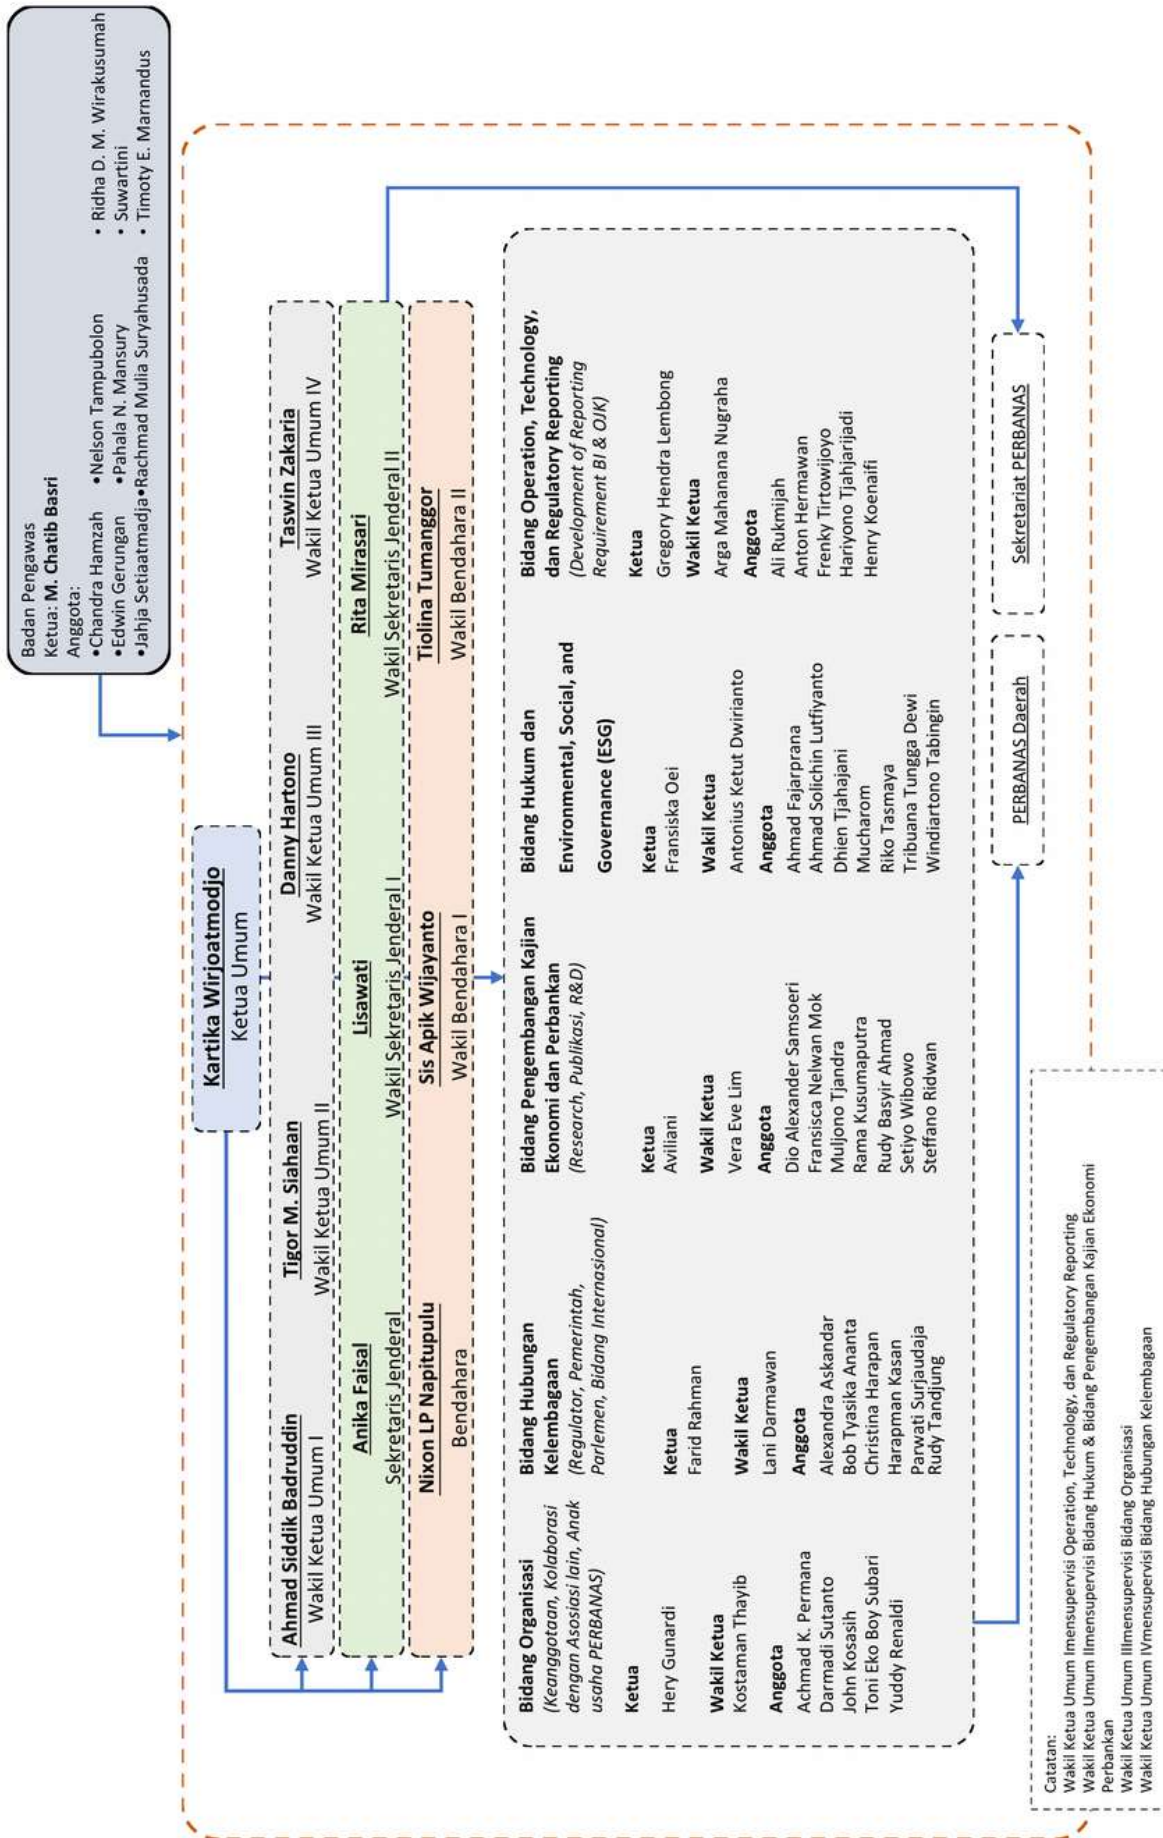 Badan Pengawas
Ketua: M. Chatib Basri
Anggota:
•Chandra Hamzah •Nelson Tampubolon • Ridha D. M. Wirakusumah
•Edwin Gerungan •Pahala N. Mansury • Suwartini
•Jahja Setiaatmadja•Rachmad Mulia Suryahusada • Timoty E. Marnandus
Kartika Wirjoatmodjo
Ketua Umum
Ahmad Siddik Badruddin
Wakil Ketua Umum I
Tigor M. Siahaan
Wakil Ketua Umum II
Danny Hartono
Wakil Ketua Umum III
Taswin Zakaria
Wakil Ketua Umum IV
Anika Faisal
Sekretaris Jenderal
Lisawati
Wakil Sekretaris Jenderal I
Rita Mirasari
Wakil Sekretaris Jenderal II
Nixon LP Napitupulu
Bendahara
Sis Apik Wijayanto
Wakil Bendahara I
Tiolina Tumanggor
Wakil Bendahara II
Bidang Organisasi
(Keanggotan, Kolaborasi
dengan Asosiasi lain, Anak
usaha PERBANAS)
Ketua
Hery Gunardi
Wakil Ketua
Kostaman Thayib
Anggota
Achmad K. Permana
Darmadi Sutanto
John Kosasih
Toni Eko Boy Subari
Yuddy Renaldi
Bidang Hubungan
Kelembagaan
(Regulator, Pemerintah,
Parlemen, Bidang Internasional)
Ketua
Farid Rahman
Wakil Ketua
Lani Darmawan
Anggota
Alexandra Askandar
Bob Tyasika Ananta
Christina Harapan
Harapman Kasan
Parwati Surjaudaja
Rudy Tandjung
Bidang Pengembangan Kajian
Ekonomi dan Perbankan
(Research, Publikasi, R&D)
Ketua
Aviliani
Wakil Ketua
Vera Eve Lim
Anggota
Dio Alexander Samsoeri
Fransisca Nelwan Mok
Muljono Tjandra
Rama Kusumaputra
Rudy Basyir Ahmad
Setiyo Wibowo
Steffano Ridwan
Bidang Hukum dan
Environmental, Social, and
Governance (ESG)
Ketua
Fransiska Oei
Wakil Ketua
Antonius Ketut Dwirianto
Anggota
Ahmad Fajarprana
Ahmad Solichin Lutfiyanto
Dhien Tjahajani
Mucharom
Riko Tasmaya
Tribuana Tungga Dewi
Windiartono Tabingin
Bidang Operation, Technology,
dan Regulatory Reporting
(Development of Reporting
Requirement BI & OJK)
Ketua
Gregory Hendra Lembong
Wakil Ketua
Arga Mahanana Nugraha
Anggota
Ali Rukmijah
Anton Hermawan
Frenky Tirtowijoyo
Hariyono Tjahjarijadi
Henry Koenaifi
PERBANAS Daerah
Sekretariat PERBANAS
Catatan:
Wakil Ketua Umum Imensupervisi Operation, Technology, dan Regulatory Reporting
Wakil Ketua Umum IImensupervisi Bidang Hukum & Bidang Pengembangan Kajian Ekonomi
Perbankan
Wakil Ketua Umum IIImensupervisi Bidang Organisasi
Wakil Ketua Umum IVmensupervisi Bidang Hubungan Kelembagaan